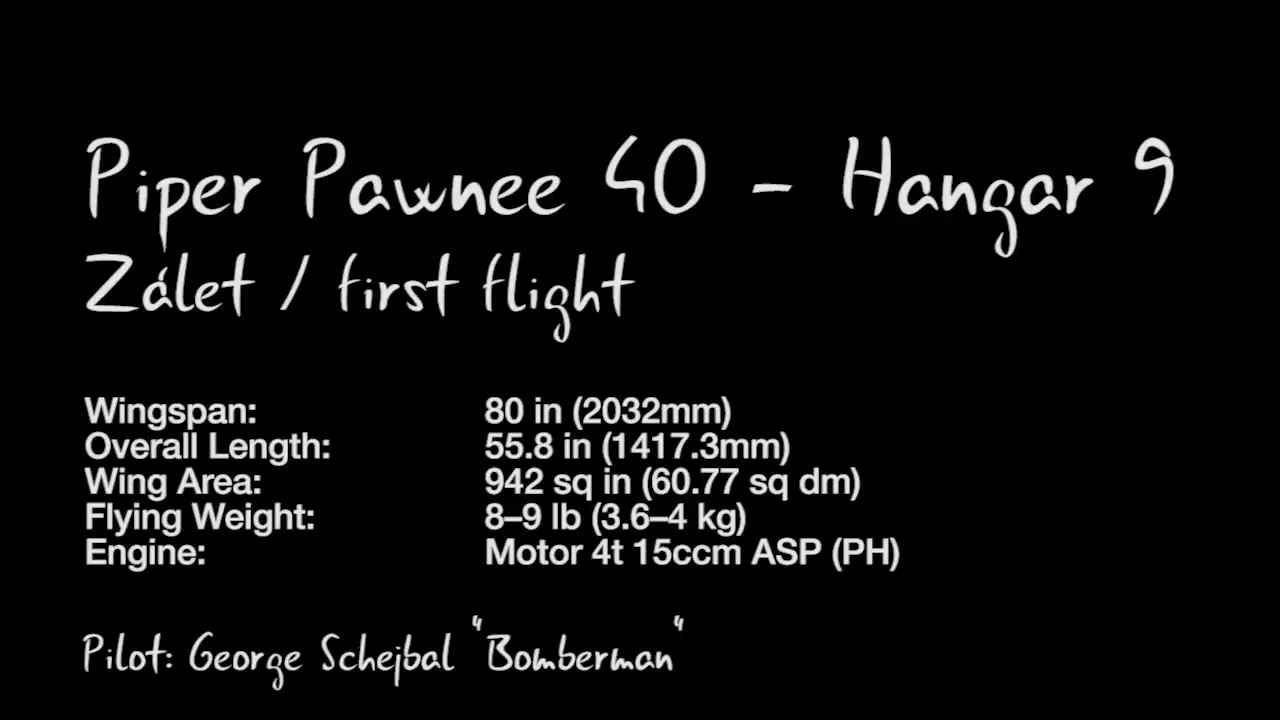 Piper Pawnee 40 - Hangar 9
Zálet / first flight
Wingspan: 80 in (2032mm)
Overall Length: 55.8 in (1417.3mm)
Wing Area: 942 sq in (60.77 sq dm)
Flying Weight: 8–9 lb (3.6–4 kg)
Engine: Motor 4t 15ccm ASP (PH)
Pilot: George Schejbal "Bomberman"